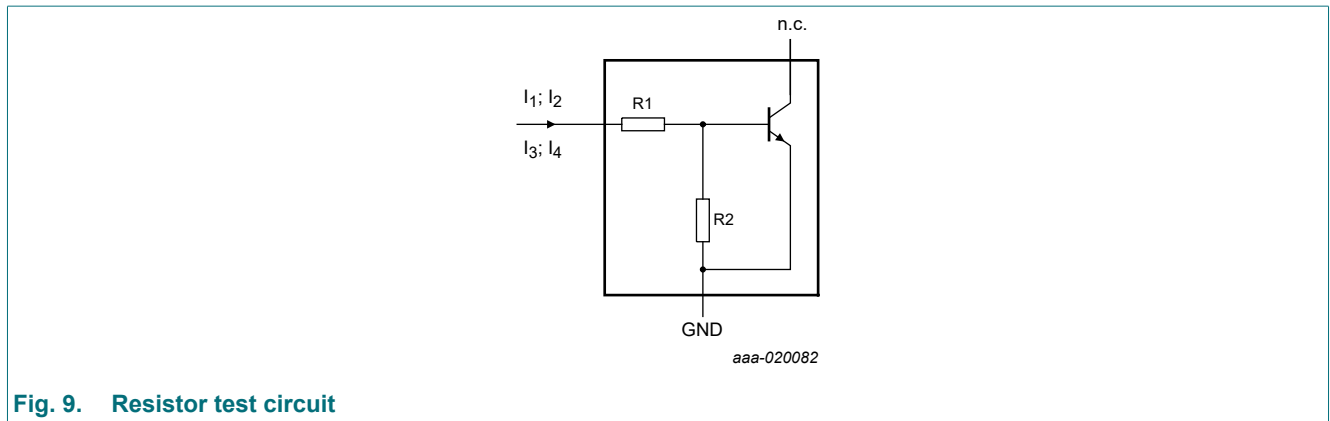 n.c.
I1; I2
R1
I3; I4
R2
GND
aaa-020082
Fig. 9. Resistor test circuit